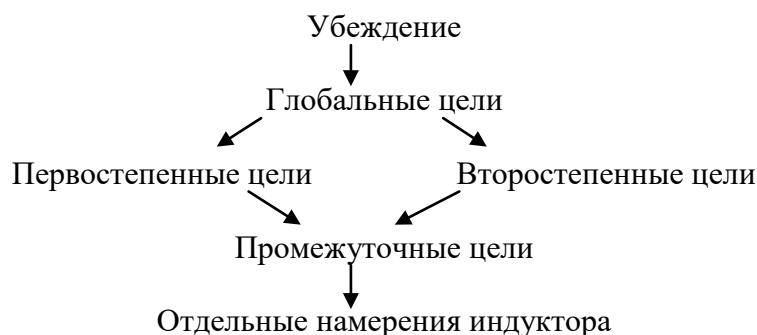 Убеждение
Глобальные цели
Первостепенные цели
Второстепенные цели
Промежуточные цели
Отдельные намерения индуктора